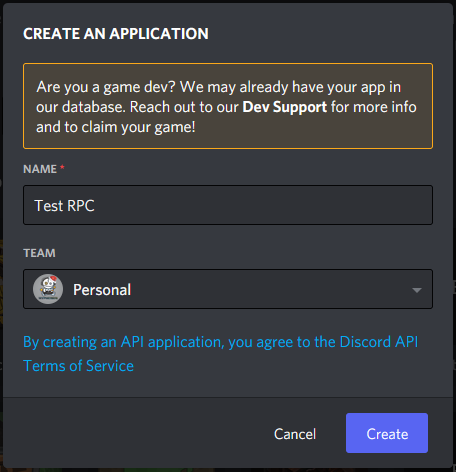 CREATE AN APPLICATION
Are you a game dev? We may already have your app in
our database. Reach out to our Dev Support for more info
and to claim your game!
NAME *
Test RPC
TEAM
Personal
By creating an API application, you agree to the Discord API
Terms of Service
Cancel
Create